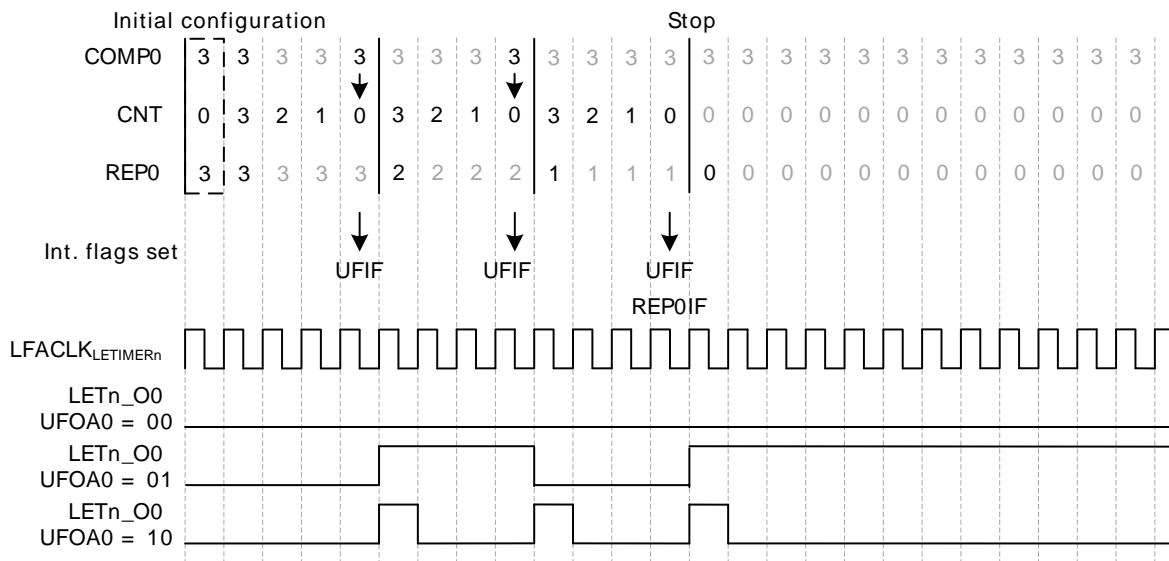 Initial configuration Stop
COMP0 3 3 3 3 3 3 3 3 3 3 3 3 3 3 3 3 3 3 3 3 3 3 3 3 3
CNT 0 3 2 1 0 3 2 1 0 3 2 1 0 0 0 0 0 0 0 0 0 0 0 0 0
REP0 3 3 3 3 3 2 2 2 2 1 1 1 1 0 0 0 0 0 0 0 0 0 0 0 0
Int. flags set
UFIF UFIF UFIF
REP0IF
LFACLKLETIMERn
LETn_O0
UFOA0 = 00
LETn_O0
UFOA0 = 01
LETn_O0
UFOA0 = 10